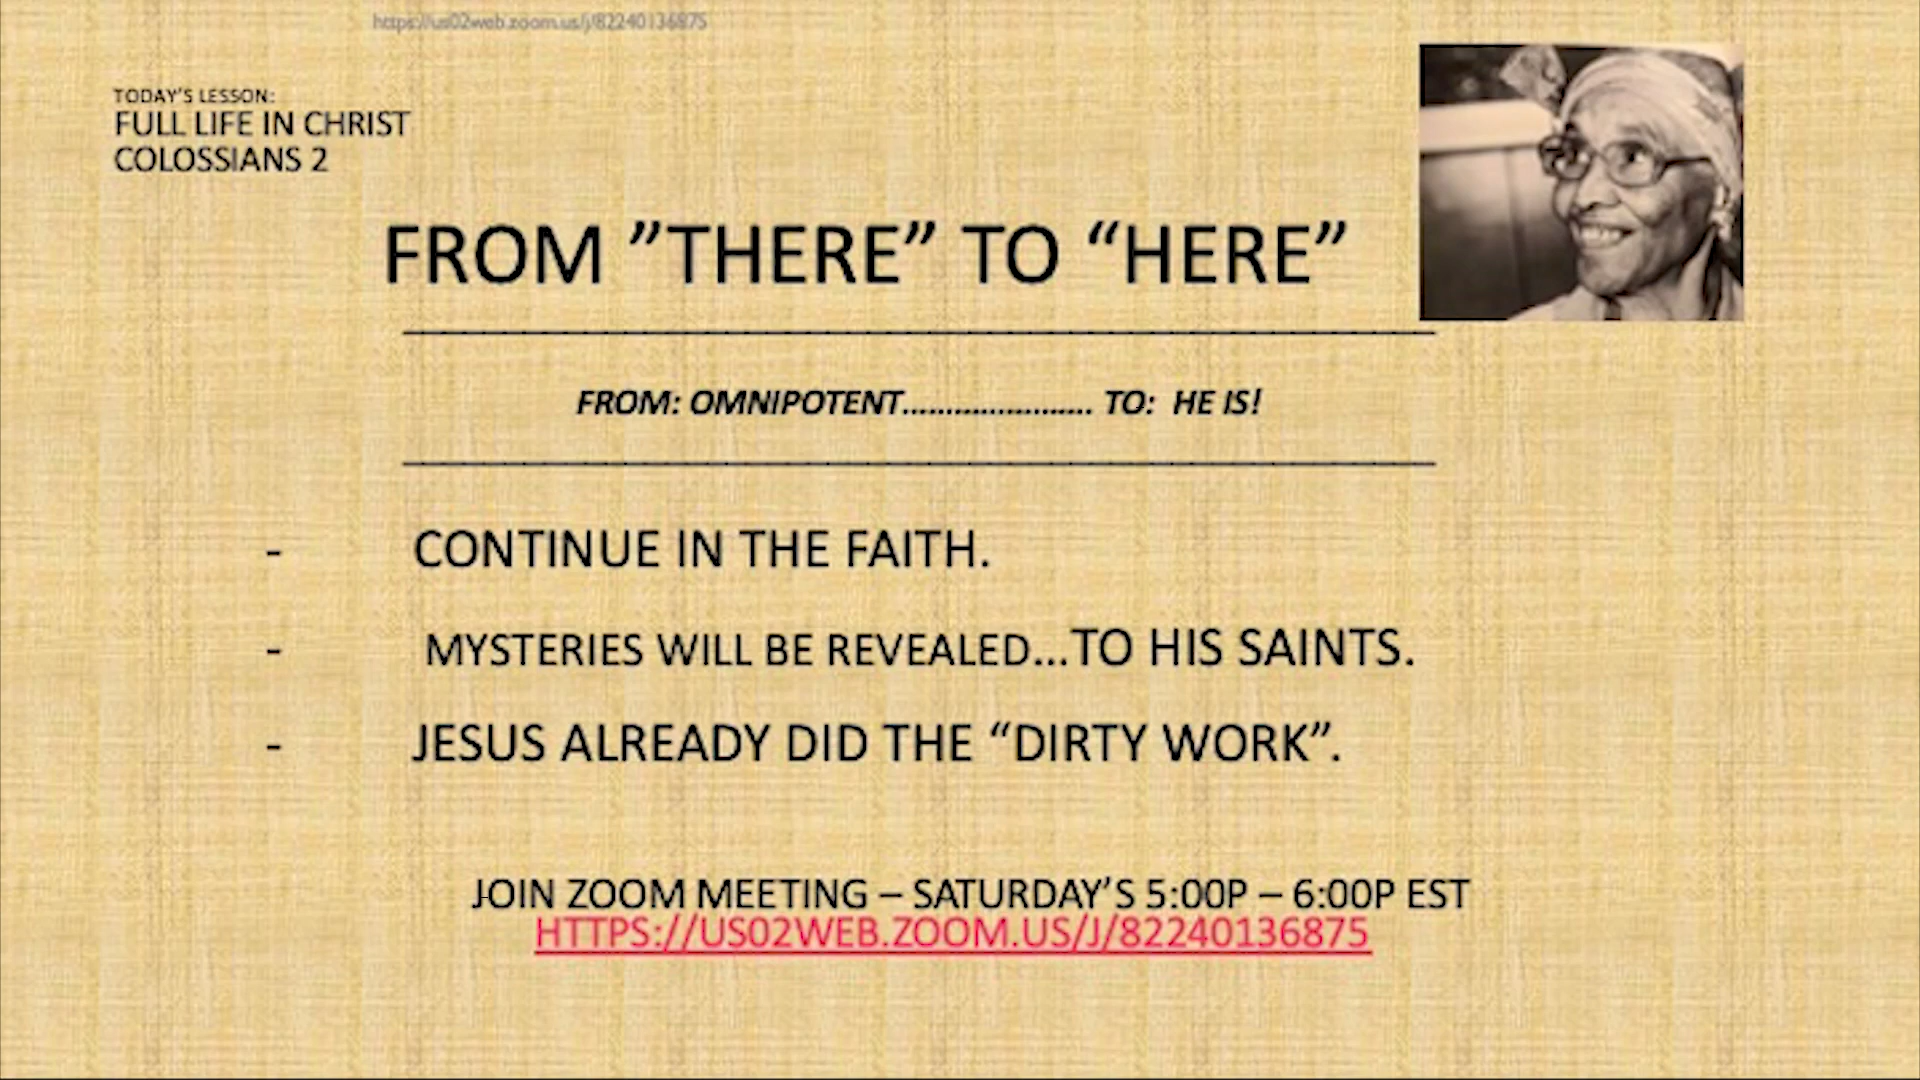 https://us02web.zoom.us/j/82240136875
TODAY'S LESSON:
FULL LIFE IN CHRIST
COLOSSIANS 2
FROM ”THERE” TO “HERE”
FROM: OMNIPOTENT...................... TO: HE IS!
- CONTINUE IN THE FAITH.
- MYSTERIES WILL BE REVEALED...TO HIS SAINTS.
- JESUS ALREADY DID THE “DIRTY WORK”.
JOIN ZOOM MEETING – SATURDAY'S 5:00P – 6:00P EST
HTTPS://US02WEB.ZOOM.US/J/82240136875